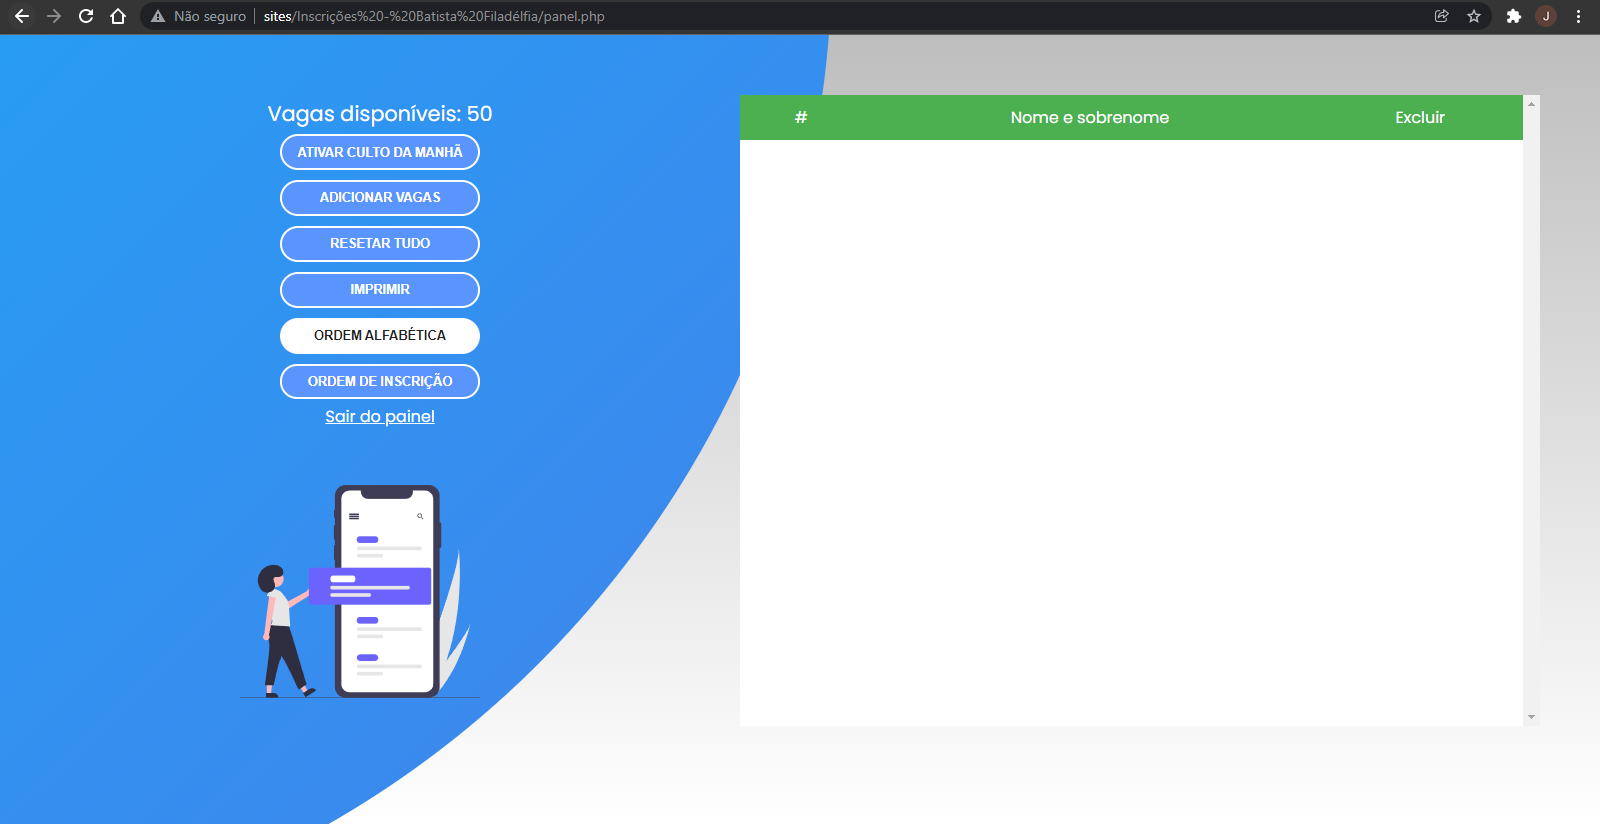 Não seguro
sites/Inscrições%20-%20Batista%20Filadélfia/panel.php
J
Vagas disponíveis: 50
ATIVAR CULTO DA MANHÃ
ADICIONAR VAGAS
RESETAR TUDO
IMPRIMIR
ORDEM ALFABÉTICA
ORDEM DE INSCRIÇÃO
Sair do painel
# Nome e sobrenome Excluir